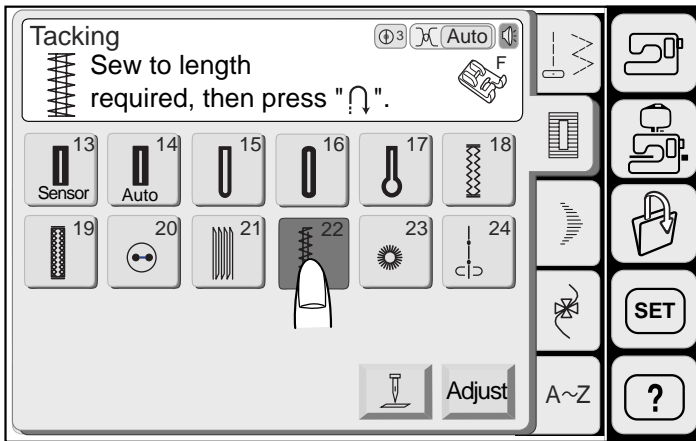 Tacking
3 Auto
Sew to length F
required, then press "⋂".
13 14 15 16 17 18
Sensor Auto
19 20 21 22 23 24
SET
Adjust A~Z ?